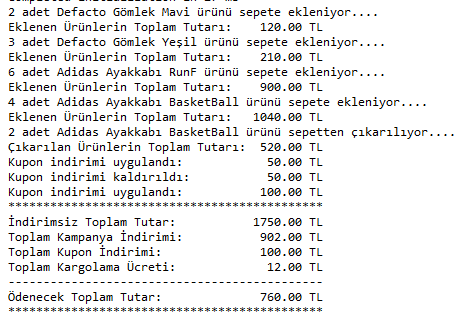 2 adet Defacto Gömlek Mavi ürünü sepete ekleniyor....
Eklenen Ürünlerin Toplam Tutarı: 120.00 TL
3 adet Defacto Gömlek Yeşil ürünü sepete ekleniyor....
Eklenen Ürünlerin Toplam Tutarı: 210.00 TL
6 adet Adidas Ayakkabı RunF ürünü sepete ekleniyor....
Eklenen Ürünlerin Toplam Tutarı: 900.00 TL
4 adet Adidas Ayakkabı BasketBall ürünü sepete ekleniyor....
Eklenen Ürünlerin Toplam Tutarı: 1040.00 TL
2 adet Adidas Ayakkabı BasketBall ürünü sepetten çıkarılıyor....
Çıkarılan Ürünlerin Toplam Tutarı: 520.00 TL
Kupon indirimi uygulandı: 50.00 TL
Kupon indirimi kaldırıldı: 50.00 TL
Kupon indirimi uygulandı: 100.00 TL
*********************************************
İndirimsiz Toplam Tutar: 1750.00 TL
Toplam Kampanya İndirimi: 902.00 TL
Toplam Kupon İndirimi: 100.00 TL
Toplam Kargolama Ücreti: 12.00 TL
---------------------------------------------
Ödenecek Toplam Tutar: 760.00 TL
*********************************************